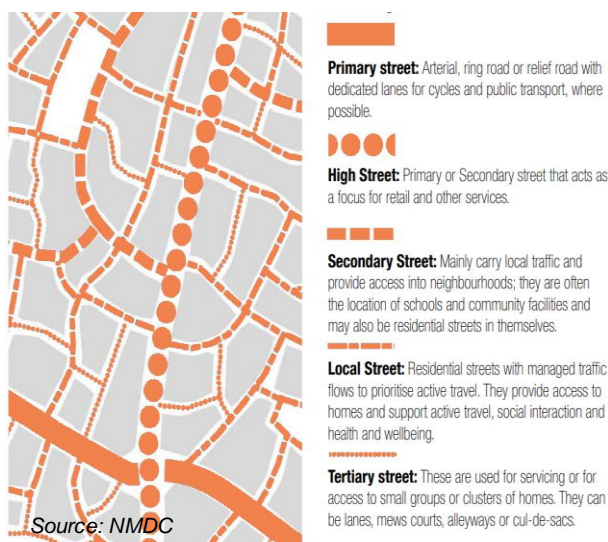 Primary street: Arterial, ring road or relief road with
dedicated lanes for cycles and public transport, where
possible.
High Street: Primary or Secondary street that acts as
a focus for retail and other services.
Secondary Street: Mainly carry local traffic and
provide access into neighbourhoods; they are often
the location of schools and community facilities and
may also be residential streets in themselves.
Local Street: Residential streets with managed traffic
flows to prioritise active travel. They provide access to
homes and support active travel, social interaction and
health and wellbeing.
Tertiary street: These are used for servicing or for
access to small groups or clusters of homes. They can
be lanes, mews courts, alleyways or cul-de-sacs.
Source: NMDC